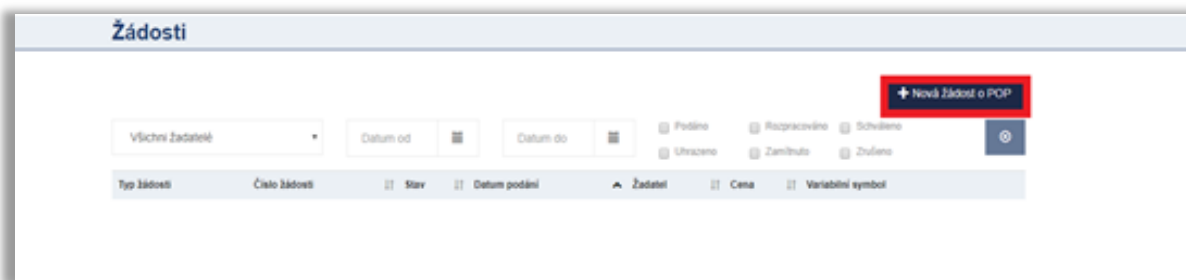 Žádosti
+ Nová žádost o POP
Všichni žadatelé
Datum od
Datum do
Podáno
Rozpracováno
Schváleno
Uhrazeno
Zamítnuto
Zrušeno
Typ žádosti Číslo žádosti Stav Datum podání Žadatel Cena Variabilní symbol